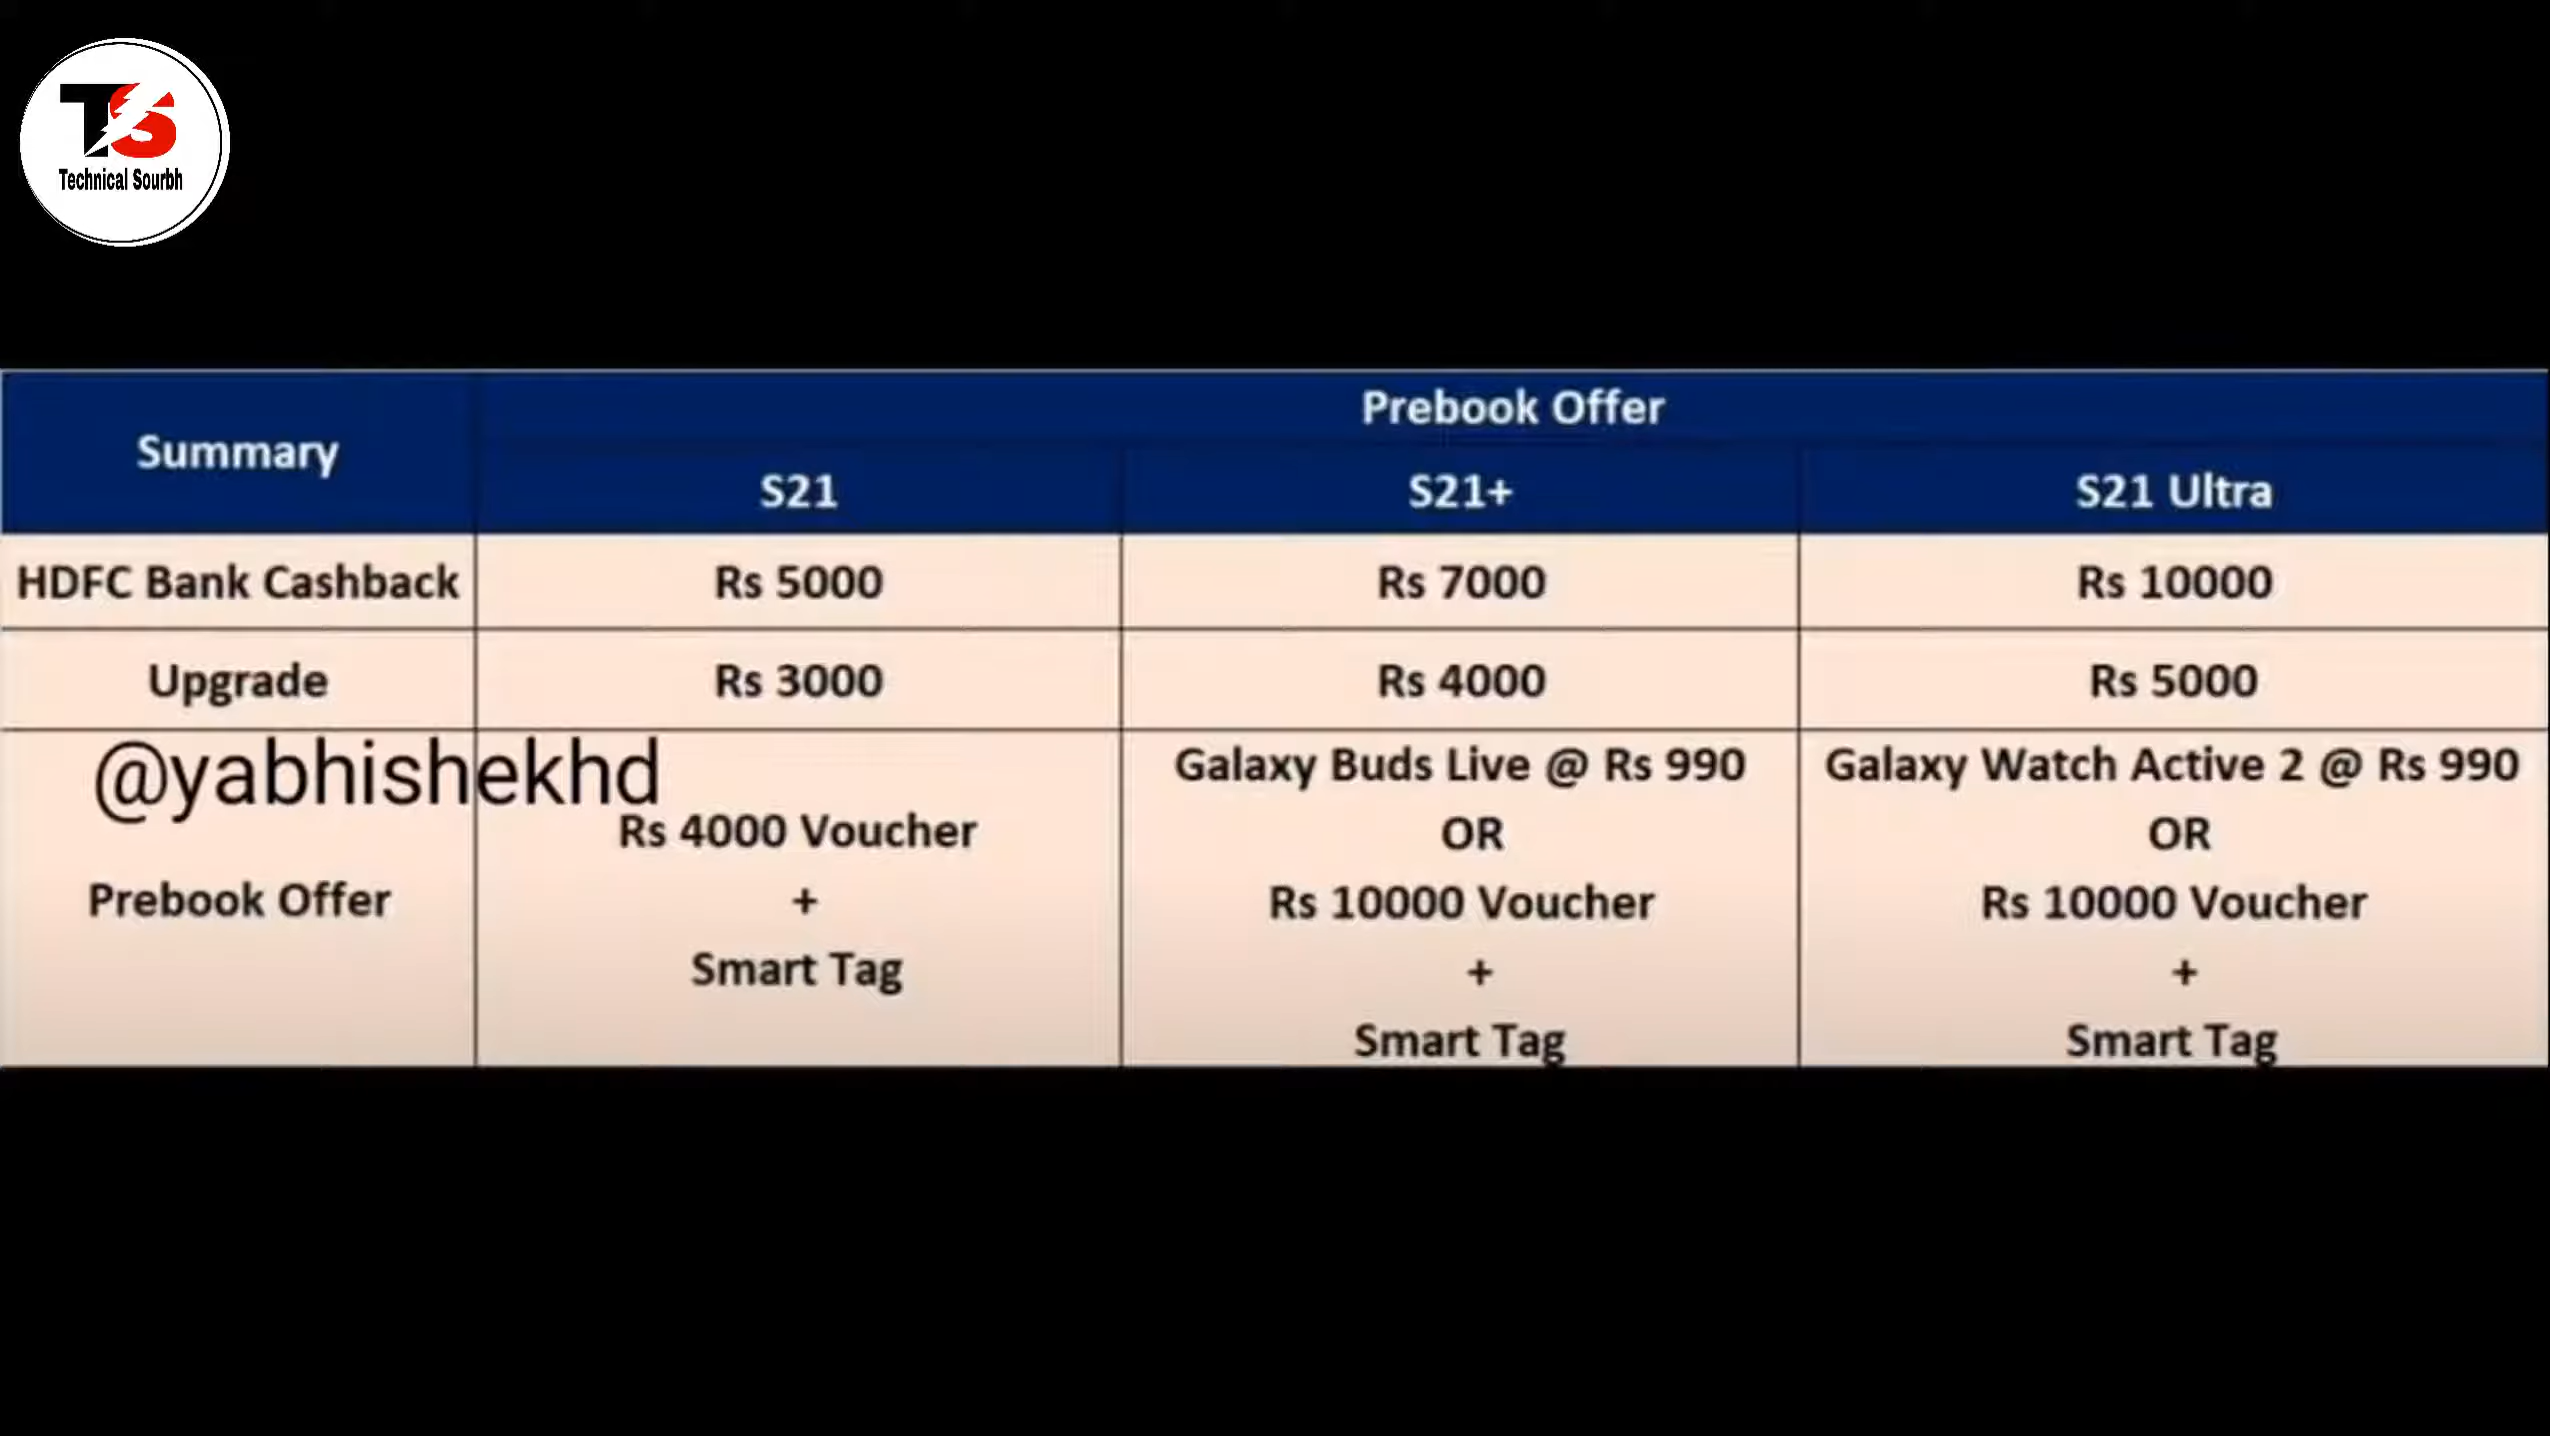 TS
Technical Sourbh
Summary
Prebook Offer
S21
S21+
S21 Ultra
HDFC Bank Cashback
Rs 5000
Rs 7000
Rs 10000
Upgrade
Rs 3000
Rs 4000
Rs 5000
@yabhishekhd
Prebook Offer
Rs 4000 Voucher
+
Smart Tag
Galaxy Buds Live @ Rs 990
OR
Rs 10000 Voucher
+
Smart Tag
Galaxy Watch Active 2 @ Rs 990
OR
Rs 10000 Voucher
+
Smart Tag